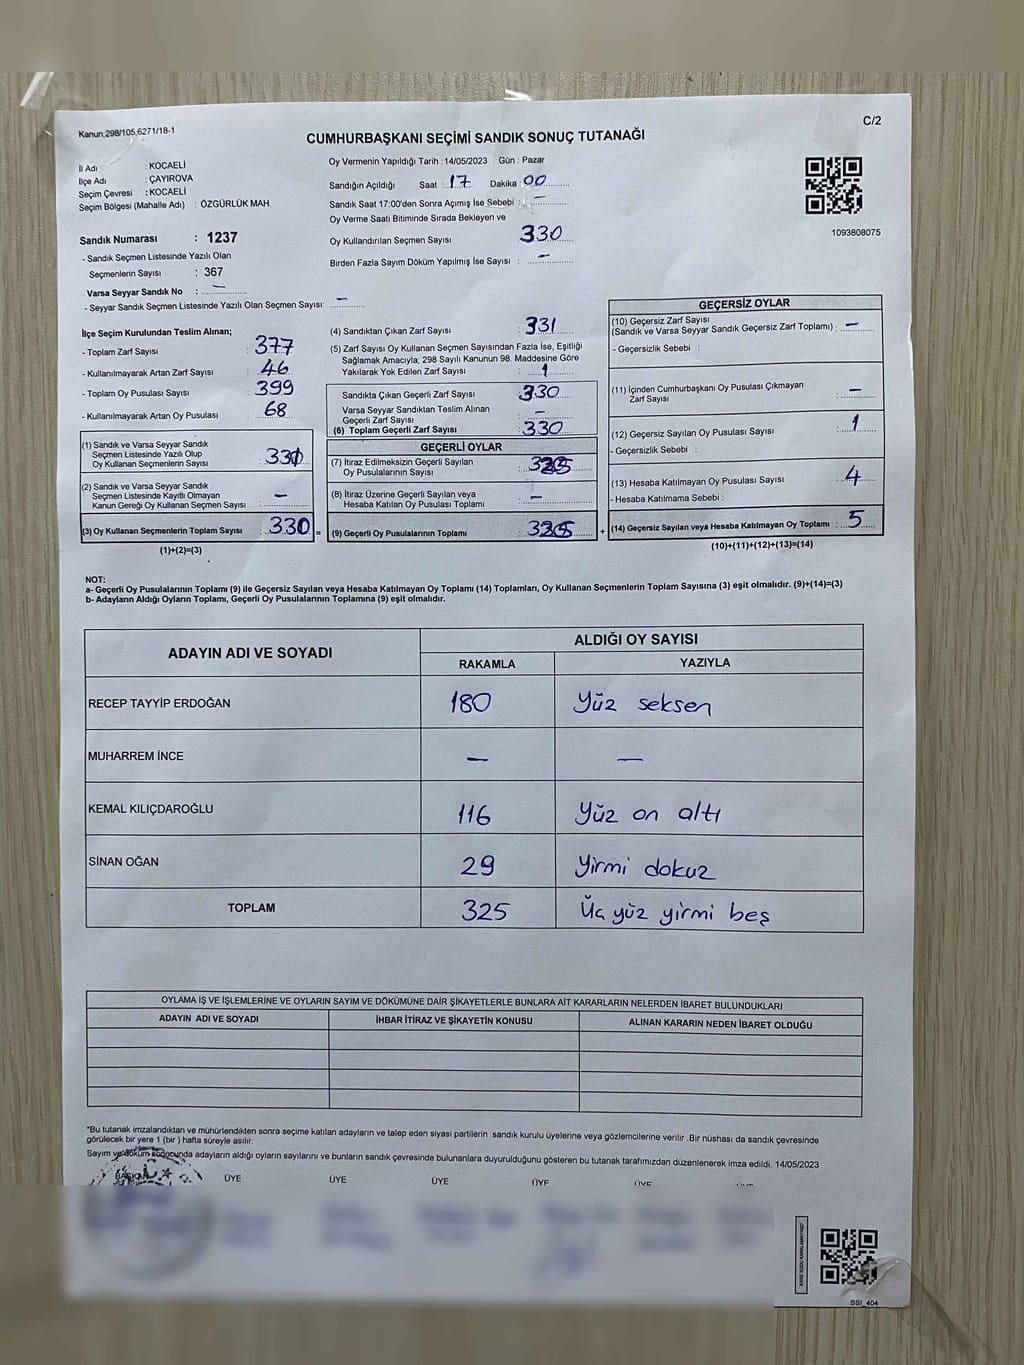 Kanun,298/105,6271/18-1
C/2
CUMHURBAŞKANI SEÇİMİ SANDIK SONUÇ TUTANAĞI
İl Adı : KOCAELİ
İlçe Adı : ÇAYIROVA
Seçim Çevresi : KOCAELİ
Seçim Bölgesi (Mahalle Adı) : ÖZGÜRLÜK MAH.
Oy Vermenin Yapıldığı Tarih :14/05/2023 Gün : Pazar
Sandığın Açıldığı Saat : 17 Dakika : 00
Sandık Saat 17:00'den Sonra Açımış İse Sebebi : -
Oy Verme Saati Bitiminde Sırada Bekleyen ve
Oy Kullandırılan Seçmen Sayısı 330
Birden Fazla Sayım Döküm Yapılmış İse Sayısı : -
1093808075
Sandık Numarası : 1237
- Sandık Seçmen Listesinde Yazılı Olan
Seçmenlerin Sayısı : 367
Varsa Seyyar Sandık No : -
- Seyyar Sandık Seçmen Listesinde Yazılı Olan Seçmen Sayısı: -
İlçe Seçim Kurulundan Teslim Alınan;
- Toplam Zarf Sayısı : 377
- Kullanılmayarak Artan Zarf Sayısı : 46
- Toplam Oy Pusulası Sayısı : 399
- Kullanılmayarak Artan Oy Pusulası : 68
(1) Sandık ve Varsa Seyyar Sandık
Seçmen Listesinde Yazılı Olup
Oy Kullanan Seçmenlerin Sayısı : 330
(2) Sandık ve Varsa Seyyar Sandık
Seçmen Listesinde Kayıtlı Olmayan
Kanun Gereği Oy Kullanan Seçmen Sayısı : -
(3) Oy Kullanan Seçmenlerin Toplam Sayısı : 330 =
(1)+(2)=(3)
(4) Sandıktan Çıkan Zarf Sayısı : 331
(5) Zarf Sayısı Oy Kullanan Seçmen Sayısından Fazla İse, Eşitliği
Sağlamak Amacıyla, 298 Sayılı Kanunun 98. Maddesine Göre
Yakılarak Yok Edilen Zarf Sayısı : 1
Sandıkta Çıkan Geçerli Zarf Sayısı : 330
Varsa Seyyar Sandıktan Teslim Alınan
Geçerli Zarf Sayısı : -
(6) Toplam Geçerli Zarf Sayısı : 330
GEÇERLİ OYLAR
(7) İtiraz Edilmeksizin Geçerli Sayılan
Oy Pusulalarının Sayısı : 325
(8) İtiraz Üzerine Geçerli Sayılan veya
Hesaba Katılan Oy Pusulası Toplamı : -
(9) Geçerli Oy Pusulalarının Toplamı : 325 +
GEÇERSİZ OYLAR
(10) Geçersiz Zarf Sayısı
(Sandık ve Varsa Seyyar Sandık Geçersiz Zarf Toplamı) : -
- Geçersizlik Sebebi :
(11) İçinden Cumhurbaşkanı Oy Pusulası Çıkmayan
Zarf Sayısı : -
(12) Geçersiz Sayılan Oy Pusulası Sayısı : 1
- Geçersizlik Sebebi :
(13) Hesaba Katılmayan Oy Pusulası Sayısı : 4
- Hesaba Katılmama Sebebi :
(14) Geçersiz Sayılan veya Hesaba Katılmayan Oy Toplamı : 5
(10)+(11)+(12)+(13)=(14)
NOT:
a- Geçerli Oy Pusulalarının Toplamı (9) ile Geçersiz Sayılan veya Hesaba Katılmayan Oy Toplamı (14) Toplamları, Oy Kullanan Seçmenlerin Toplam Sayısına (3) eşit olmalıdır. (9)+(14)=(3)
b- Adayların Aldığı Oyların Toplamı, Geçerli Oy Pusulalarının Toplamına (9) eşit olmalıdır.
ADAYIN ADI VE SOYADI
ALDIĞI OY SAYISI
RAKAMLA YAZIYLA
RECEP TAYYİP ERDOĞAN 180 Yüz seksen
MUHARREM İNCE - -
KEMAL KILIÇDAROĞLU 116 Yüz on altı
SİNAN OĞAN 29 Yirmi dokuz
TOPLAM 325 Üç yüz yirmi beş
OYLAMA İŞ VE İŞLEMLERİNE VE OYLARIN SAYIM VE DÖKÜMÜNE DAİR ŞİKAYETLERLE BUNLARA AİT KARARLARIN NELERDEN İBARET BULUNDUKLARI
ADAYIN ADI VE SOYADI İHBAR İTİRAZ VE ŞİKAYETİN KONUSU ALINAN KARARIN NEDEN İBARET OLDUĞU
*Bu tutanak imzalandıktan ve mühürlendikten sonra seçime katılan adayların ve talep eden siyasi partilerin sandık kurulu üyelerine veya gözlemcilerine verilir .Bir nüshası da sandık çevresinde
görülecek bir yere 1 (bir ) hafta süreyle asılır.
Sayım ve döküm sonucunda adayların aldığı oyların sayılarını ve bunların sandık çevresinde bulunanlara duyurulduğunu gösteren bu tutanak tarafımızdan düzenlenerek imza edildi. 14/05/2023
BAŞKAN ÜYE ÜYE ÜYE ÜYE ÜYE
SSI_404